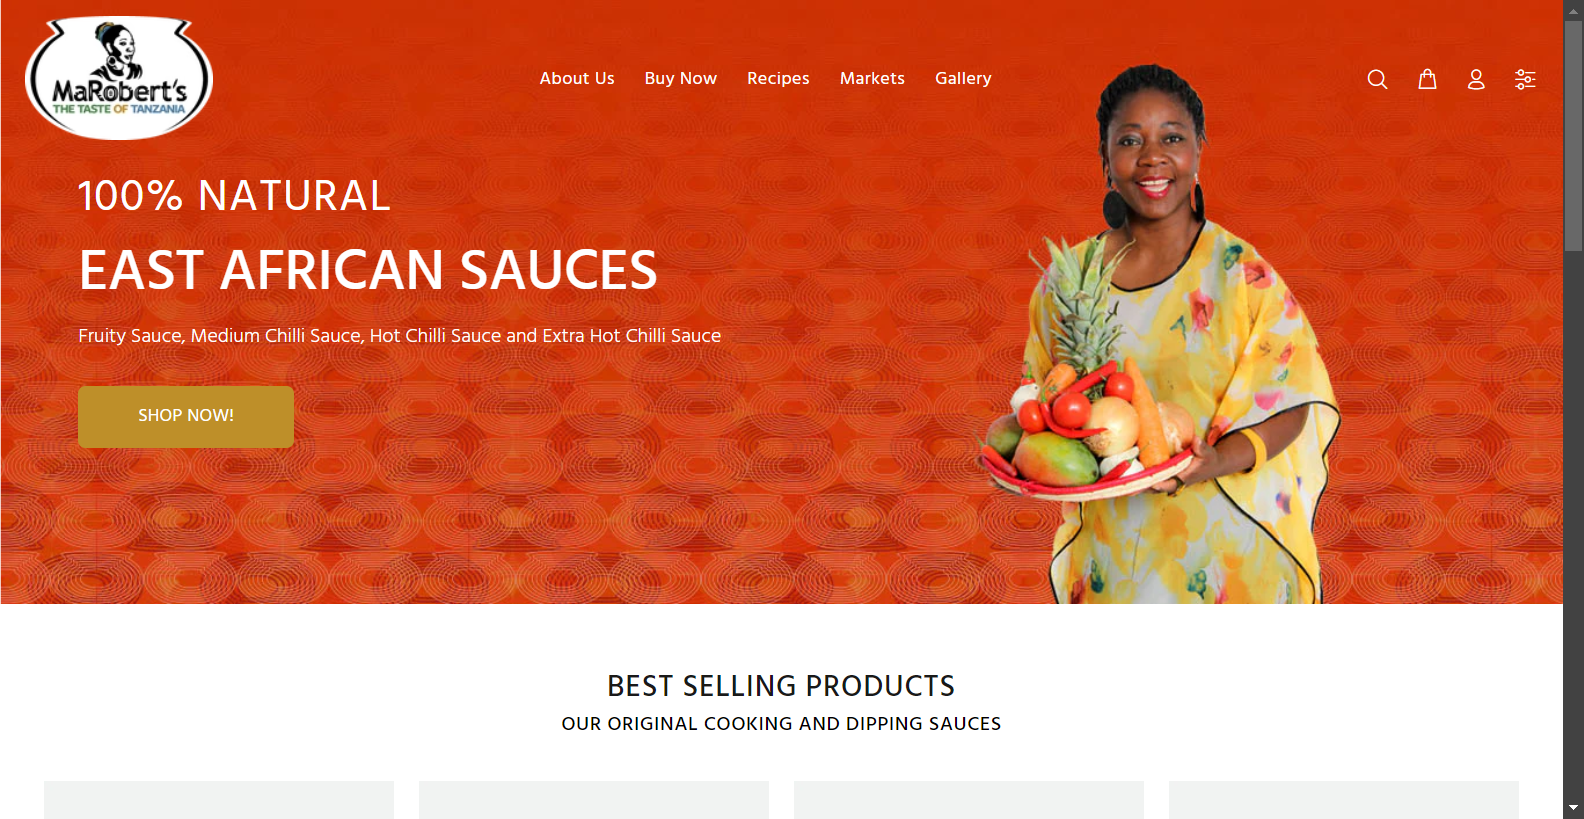 MaRobert's
THE TASTE OF TANZANIA
About Us
Buy Now
Recipes
Markets
Gallery
100% NATURAL
EAST AFRICAN SAUCES
Fruity Sauce, Medium Chilli Sauce, Hot Chilli Sauce and Extra Hot Chilli Sauce
SHOP NOW!
BEST SELLING PRODUCTS
OUR ORIGINAL COOKING AND DIPPING SAUCES